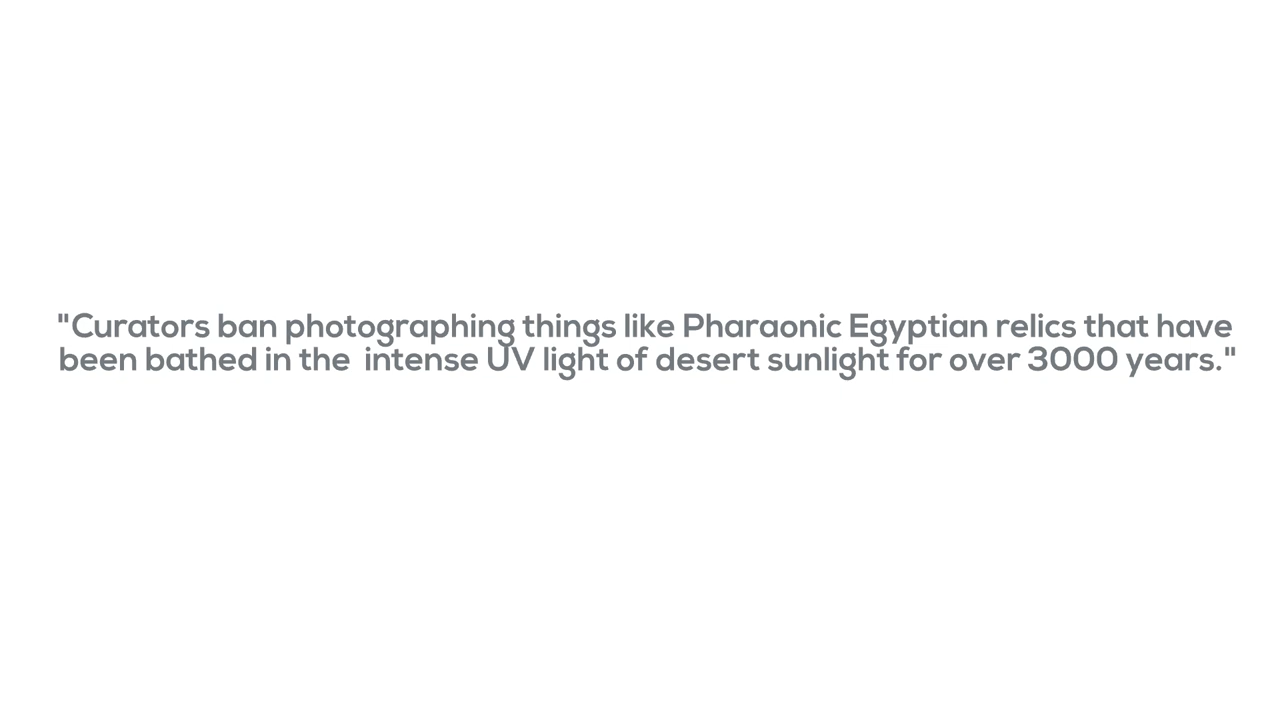 "Curators ban photographing things like Pharaonic Egyptian relics that have
been bathed in the  intense UV light of desert sunlight for over 3000 years."